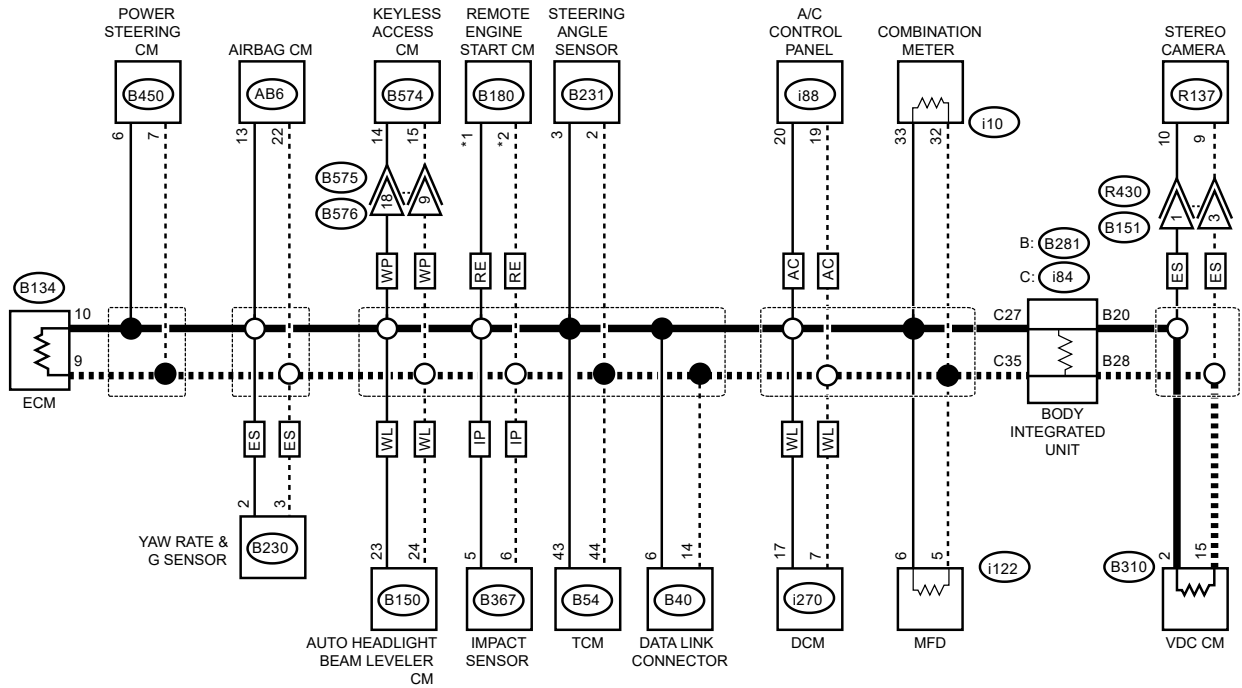 POWER
STEERING
CM
AIRBAG CM
KEYLESS
ACCESS
CM
REMOTE
ENGINE
START CM
STEERING
ANGLE
SENSOR
A/C
CONTROL
PANEL
COMBINATION
METER
STEREO
CAMERA
B450
AB6
B574
B180
B231
i88
i10
R137
6
7
13
22
14
15
*1
*2
3
2
20
19
33
32
10
9
B575
B576
18
9
R430
B151
1
3
B: B281
C: i84
WP
WP
RE
RE
AC
AC
ES
ES
B134
10
9
ECM
C27
B20
C35
B28
BODY
INTEGRATED
UNIT
ES
ES
WL
WL
IP
IP
WL
WL
2
3
23
24
5
6
43
44
6
14
17
7
6
5
2
15
YAW RATE &
G SENSOR
B230
B150
B367
B54
B40
i270
i122
B310
AUTO HEADLIGHT
BEAM LEVELER
CM
IMPACT
SENSOR
TCM
DATA LINK
CONNECTOR
DCM
MFD
VDC CM